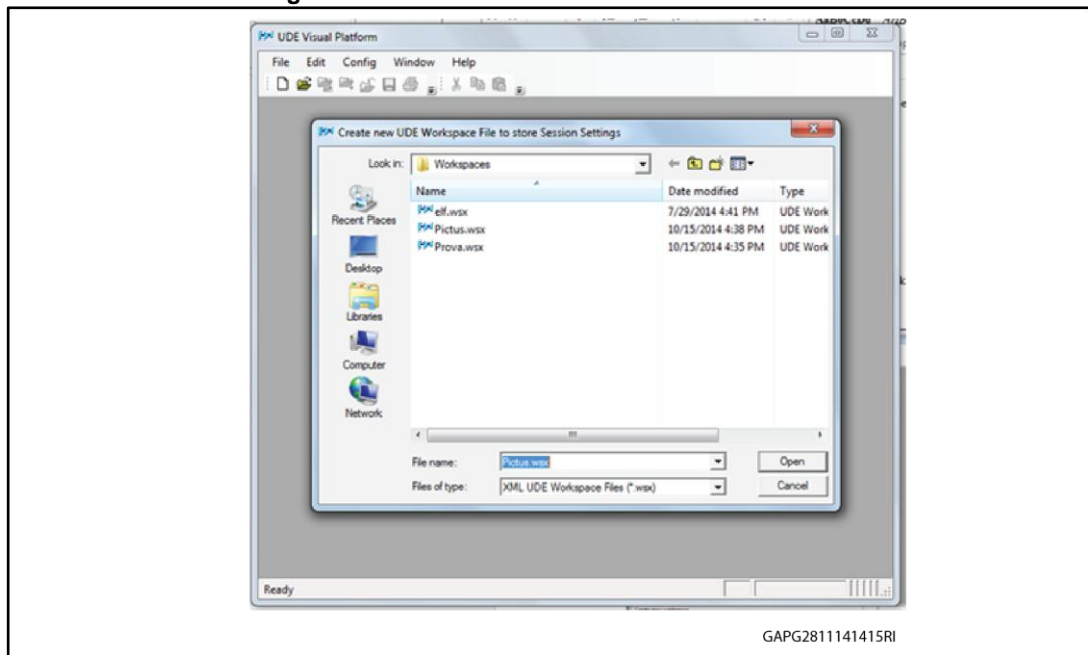 UDE Visual Platform
File Edit Config Window Help
Create new UDE Workspace File to store Session Settings
Look in: Workspaces
Name Date modified Type
elf.wsx 7/29/2014 4:41 PM UDE Work
Pictus.wsx 10/15/2014 4:38 PM UDE Work
Prova.wsx 10/15/2014 4:35 PM UDE Work
Recent Places
Desktop
Libraries
Computer
Network
File name: Pictus.wsx
Open
Files of type: XML UDE Workspace Files (*.wsx)
Cancel
Ready
GAPG2811141415RI